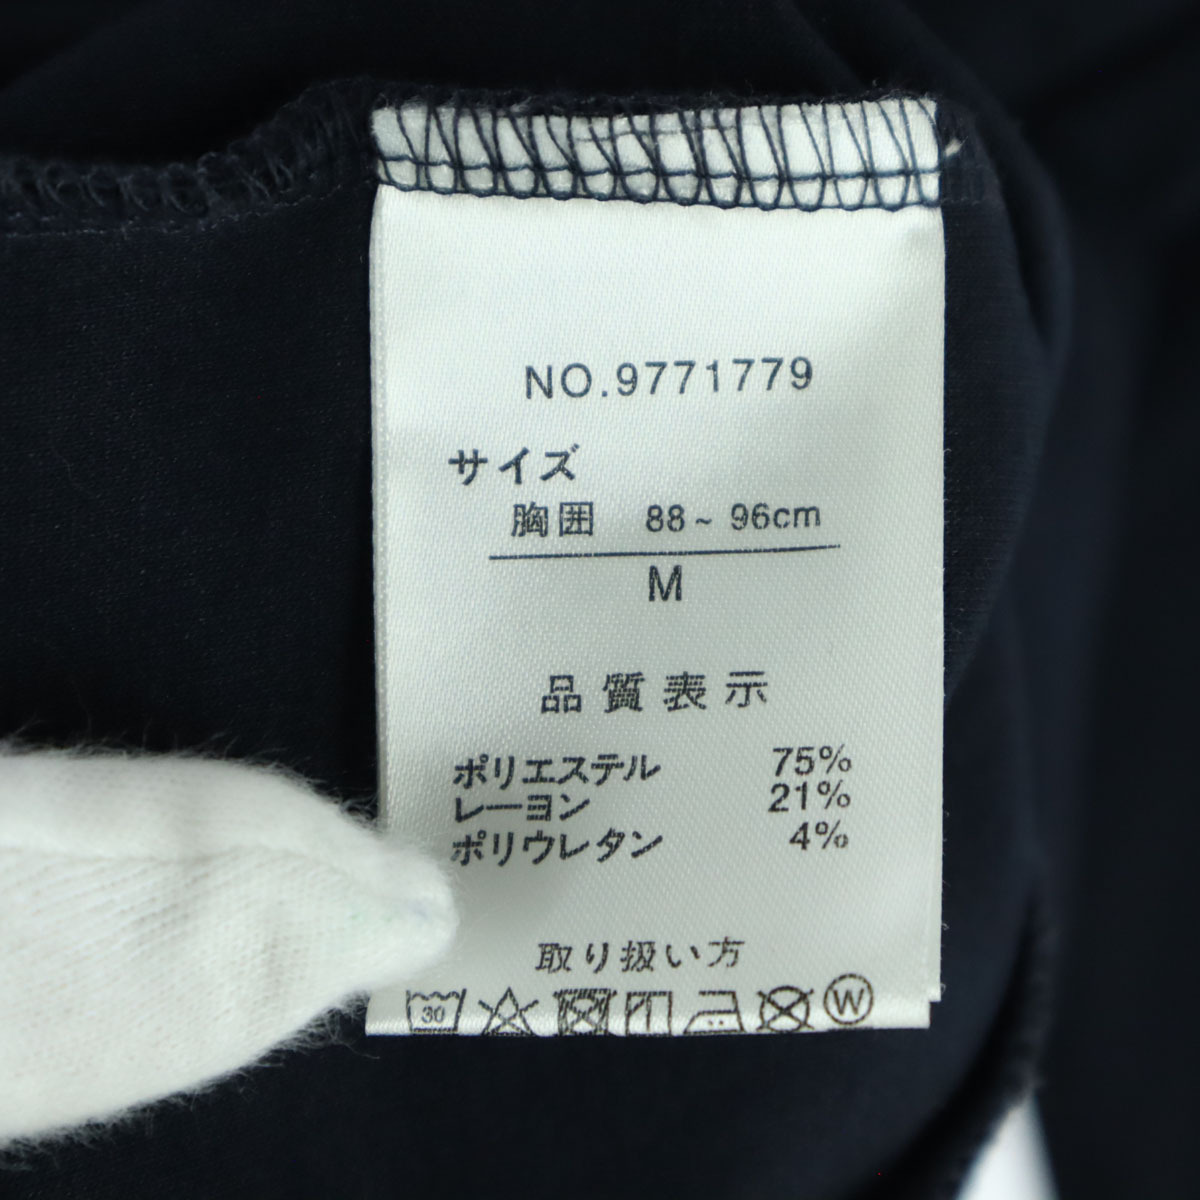 NO.9771779
サイズ
胸囲 88~96cm
M
品質表示
ポリエステル 75%
レーヨン 21%
ポリウレタン 4%
取り扱い方
30 W